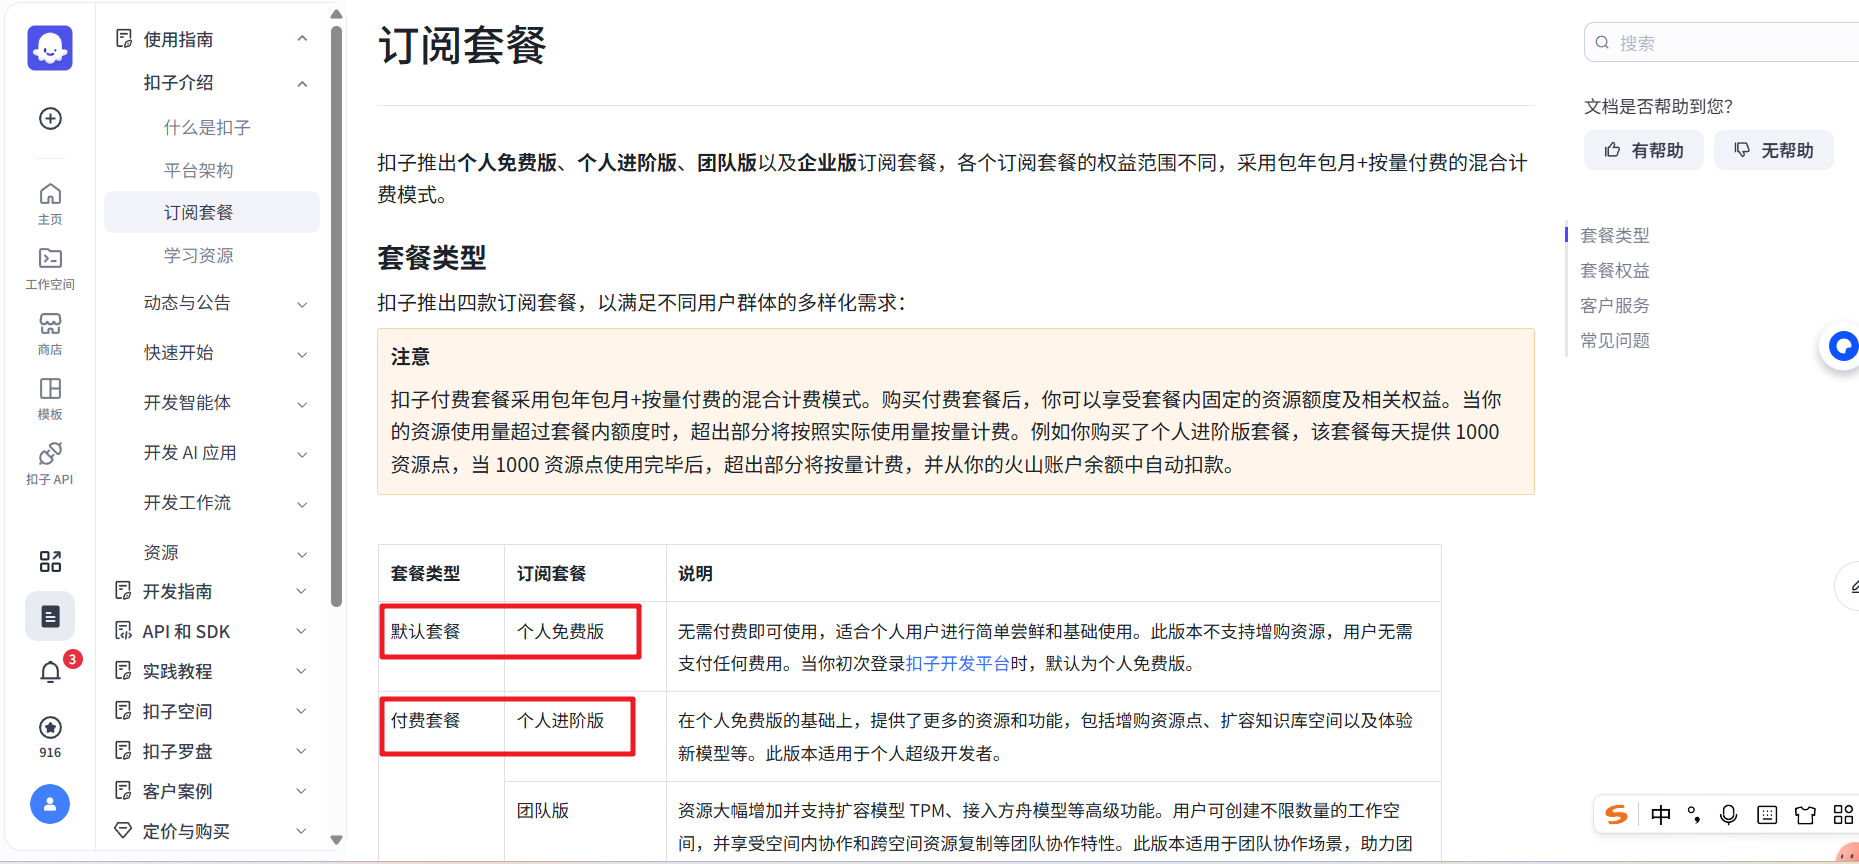 主页
工作空间
商店
模板
扣子 API
3
916
使用指南
扣子介绍
什么是扣子
平台架构
订阅套餐
学习资源
动态与公告
快速开始
开发智能体
开发 AI 应用
开发工作流
资源
开发指南
API 和 SDK
实践教程
扣子空间
扣子罗盘
客户案例
定价与购买
订阅套餐
扣子推出个人免费版、个人进阶版、团队版以及企业版订阅套餐，各个订阅套餐的权益范围不同，采用包年包月+按量付费的混合计
费模式。
套餐类型
扣子推出四款订阅套餐，以满足不同用户群体的多样化需求：
注意
扣子付费套餐采用包年包月+按量付费的混合计费模式。购买付费套餐后，你可以享受套餐内固定的资源额度及相关权益。当你
的资源使用量超过套餐内额度时，超出部分将按照实际使用量按量计费。例如你购买了个人进阶版套餐，该套餐每天提供 1000
资源点，当 1000 资源点使用完毕后，超出部分将按量计费，并从你的火山账户余额中自动扣款。
套餐类型 订阅套餐 说明
默认套餐 个人免费版 无需付费即可使用，适合个人用户进行简单尝鲜和基础使用。此版本不支持增购资源，用户无需
支付任何费用。当你初次登录扣子开发平台时，默认为个人免费版。
付费套餐 个人进阶版 在个人免费版的基础上，提供了更多的资源和功能，包括增购资源点、扩容知识库空间以及体验
新模型等。此版本适用于个人超级开发者。
团队版 资源大幅增加并支持扩容模型 TPM、接入方舟模型等高级功能。用户可创建不限数量的工作空
间，并享受空间内协作和跨空间资源复制等团队协作特性。此版本适用于团队协作场景，助力团
搜索
文档是否帮助到您？
有帮助 无帮助
套餐类型
套餐权益
客户服务
常见问题
中